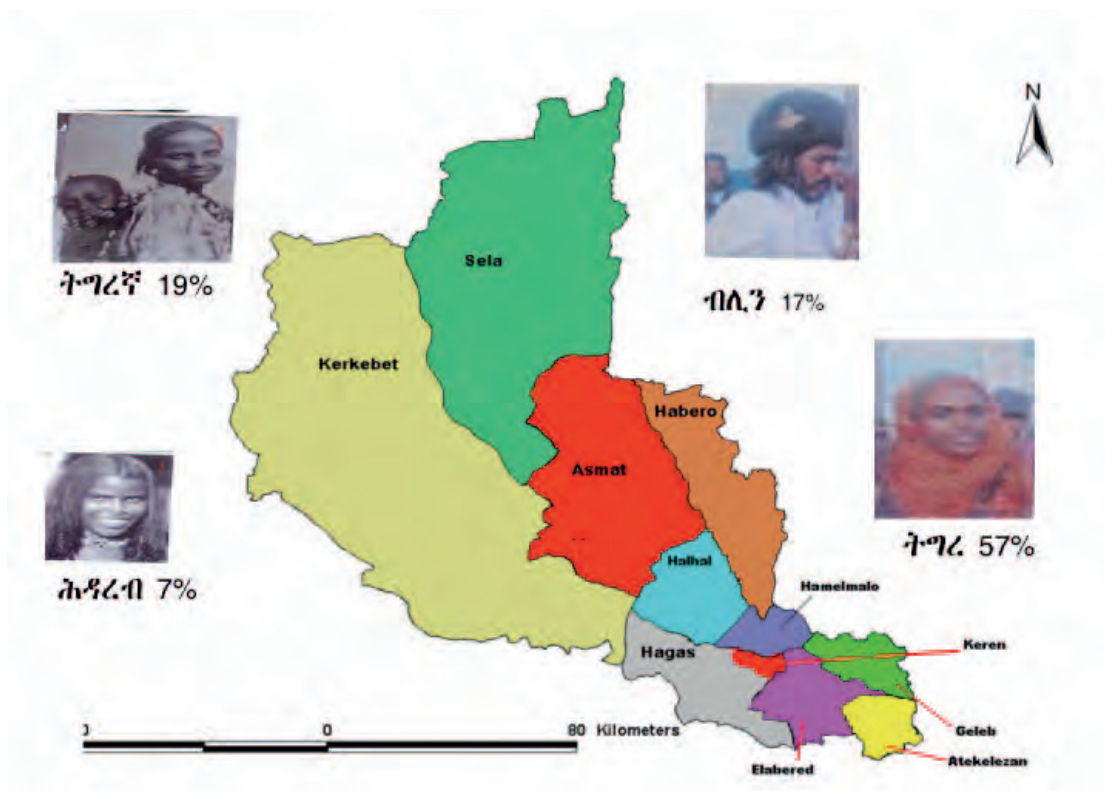 N
ትግረኛ 19%
ብሊን 17%
Sela
Kerkebet
Habero
Asmat
ትግረ 57%
ሕዳረብ 7%
Halhal
Hamelmalo
Keren
Hagas
0 80 Kilometers
Geleb
Atekelezan
Elabered